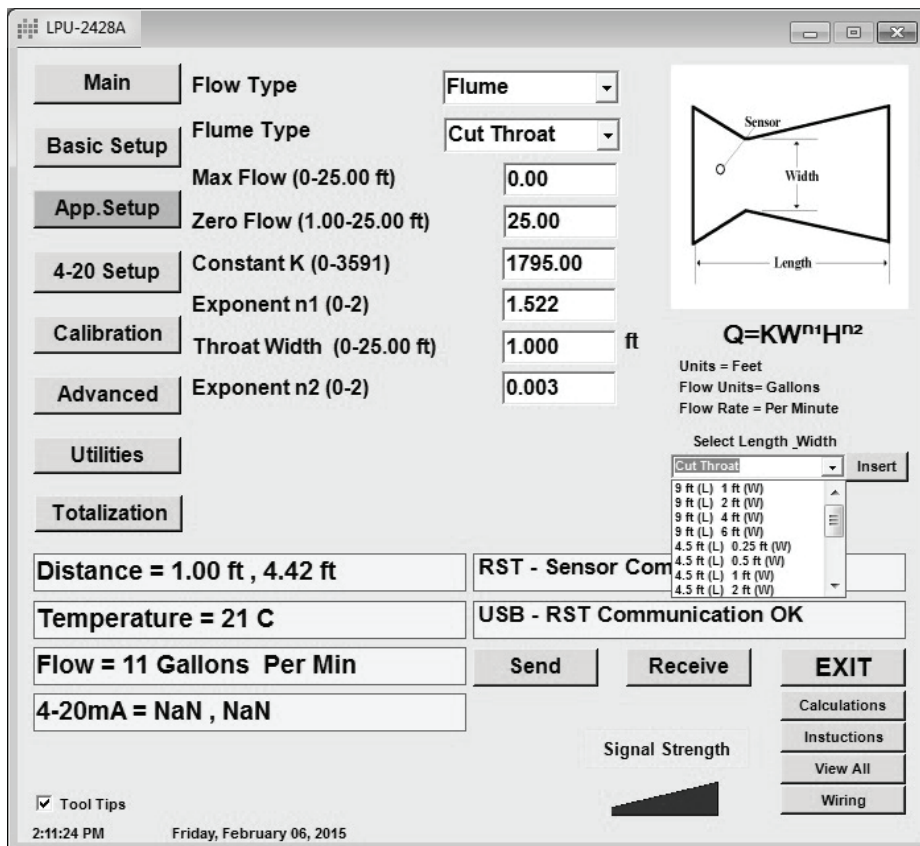 LPU-2428A
Main
Basic Setup
App.Setup
4-20 Setup
Calibration
Advanced
Utilities
Totalization
Flow Type
Flume
Flume Type
Cut Throat
Max Flow (0-25.00 ft)
0.00
Zero Flow (1.00-25.00 ft)
25.00
Constant K (0-3591)
1795.00
Exponent n1 (0-2)
1.522
Throat Width (0-25.00 ft)
1.000
ft
Exponent n2 (0-2)
0.003
Sensor
Width
Length
Q=KWⁿ¹Hⁿ²
Units = Feet
Flow Units= Gallons
Flow Rate = Per Minute
Select Length _Width
Cut Throat
Insert
9 ft (L) 1 ft (W)
9 ft (L) 2 ft (W)
9 ft (L) 4 ft (W)
9 ft (L) 6 ft (W)
4.5 ft (L) 0.25 ft (W)
4.5 ft (L) 0.5 ft (W)
4.5 ft (L) 1 ft (W)
4.5 ft (L) 2 ft (W)
Distance = 1.00 ft , 4.42 ft
RST - Sensor Com
Temperature = 21 C
USB - RST Communication OK
Flow = 11 Gallons Per Min
Send
Receive
EXIT
4-20mA = NaN , NaN
Calculations
Instuctions
View All
Wiring
Signal Strength
Tool Tips
2:11:24 PM
Friday, February 06, 2015